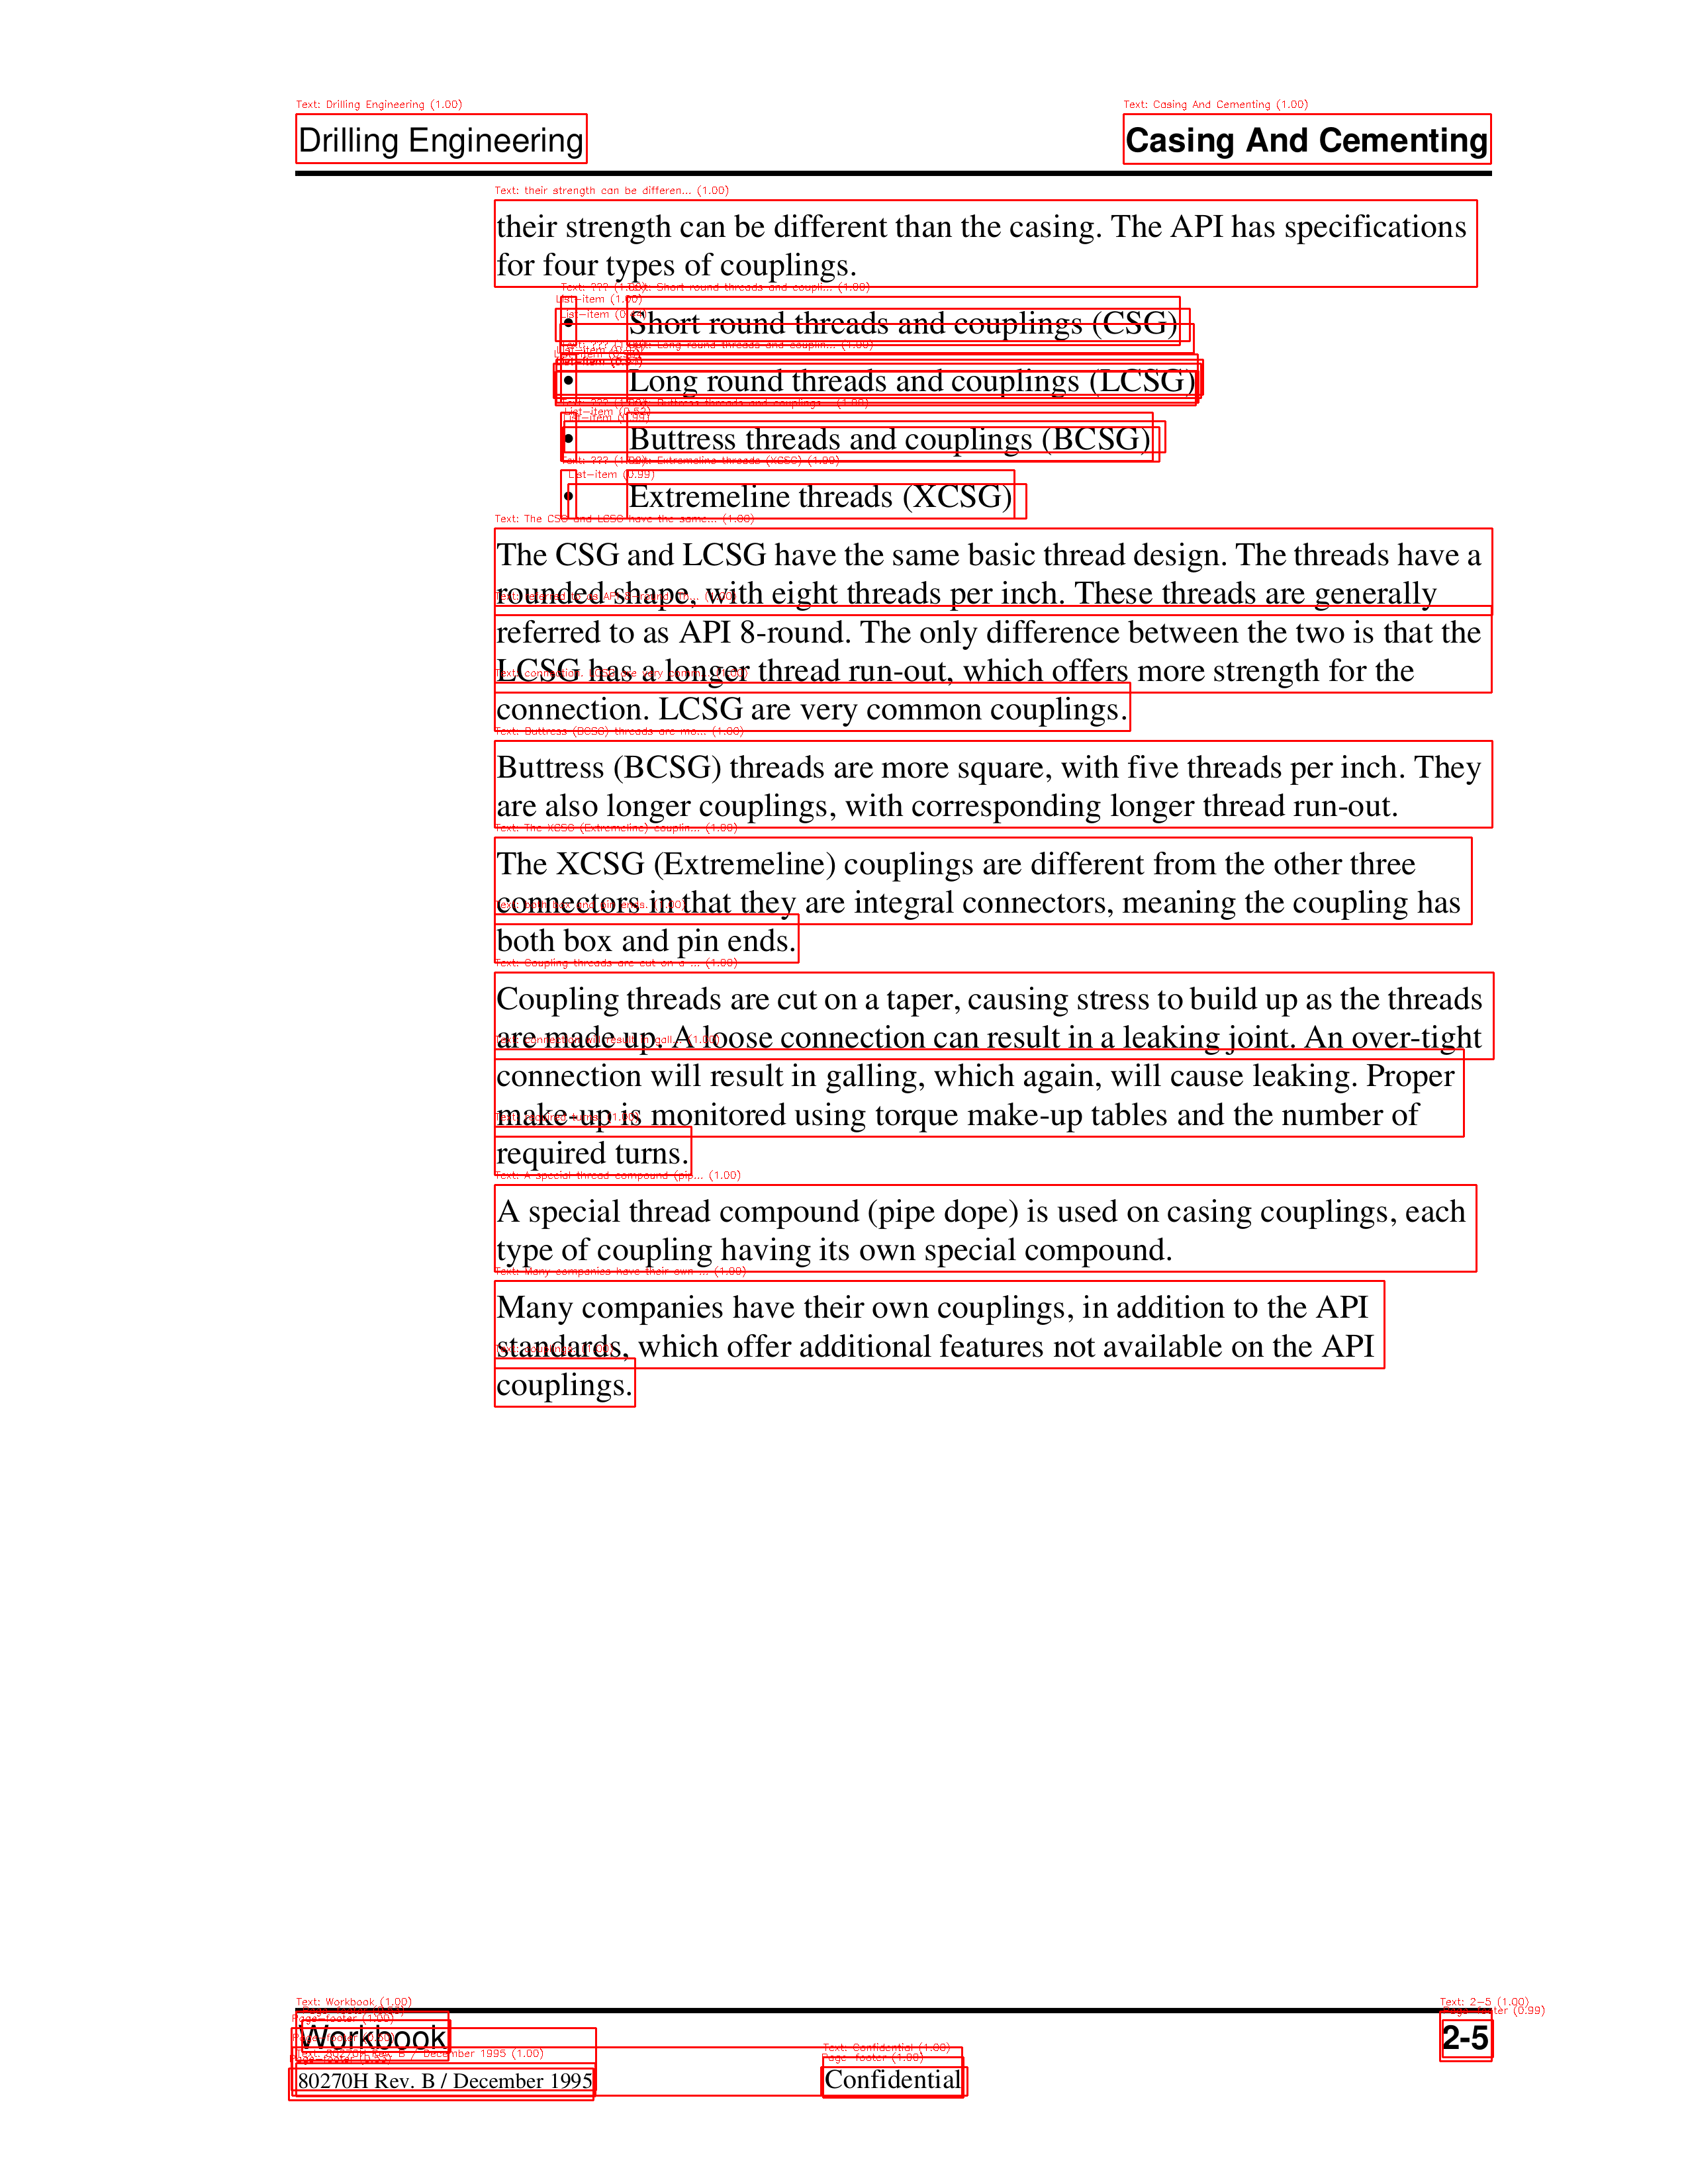 Drilling Engineering
Casing And Cementing
their strength can be different than the casing. The API has specifications
for four types of couplings.
• Short round threads and couplings (CSG)
• Long round threads and couplings (LCSG)
• Buttress threads and couplings (BCSG)
• Extremeline threads (XCSG)
The CSG and LCSG have the same basic thread design. The threads have a
rounded shape, with eight threads per inch. These threads are generally
referred to as API 8-round. The only difference between the two is that the
LCSG has a longer thread run-out, which offers more strength for the
connection. LCSG are very common couplings.
Buttress (BCSG) threads are more square, with five threads per inch. They
are also longer couplings, with corresponding longer thread run-out.
The XCSG (Extremeline) couplings are different from the other three
connectors in that they are integral connectors, meaning the coupling has
both box and pin ends.
Coupling threads are cut on a taper, causing stress to build up as the threads
are made up. A loose connection can result in a leaking joint. An over-tight
connection will result in galling, which again, will cause leaking. Proper
make-up is monitored using torque make-up tables and the number of
required turns.
A special thread compound (pipe dope) is used on casing couplings, each
type of coupling having its own special compound.
Many companies have their own couplings, in addition to the API
standards, which offer additional features not available on the API
couplings.
Workbook
2-5
80270H Rev. B / December 1995
Confidential